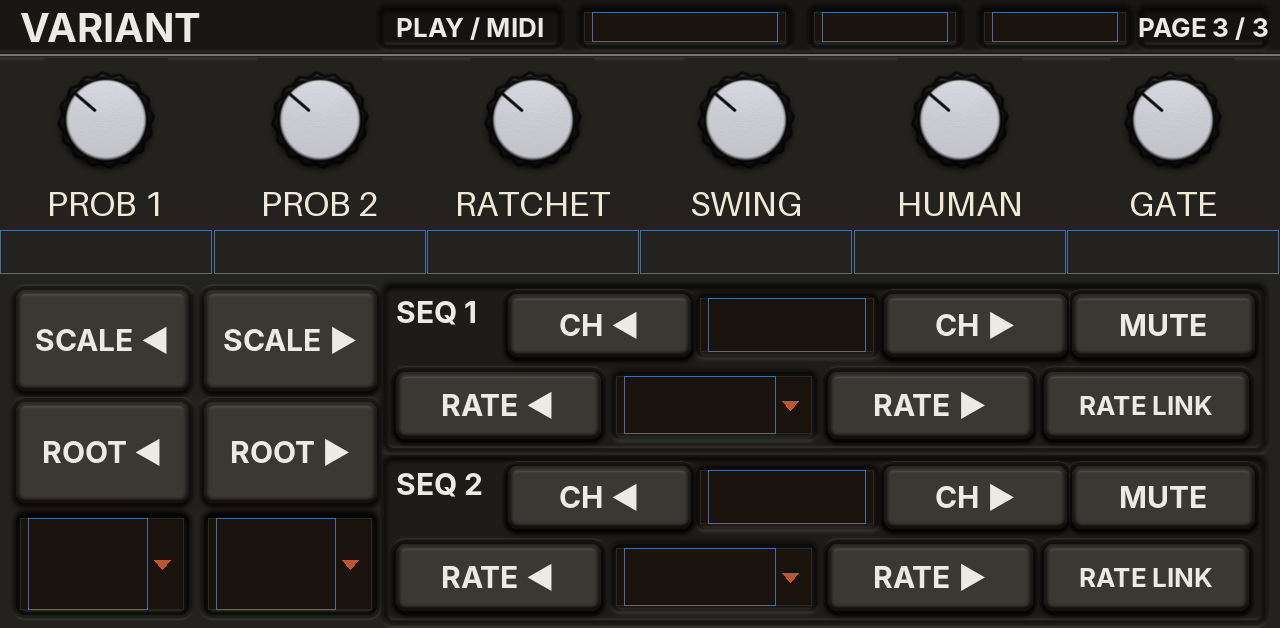 VARIANT PLAY / MIDI PAGE 3 / 3
PROB 1 PROB 2 RATCHET SWING HUMAN GATE
SCALE ◀ SCALE ▶
ROOT ◀ ROOT ▶
SEQ 1 CH ◀ CH ▶ MUTE
RATE ◀ RATE ▶ RATE LINK
SEQ 2 CH ◀ CH ▶ MUTE
RATE ◀ RATE ▶ RATE LINK